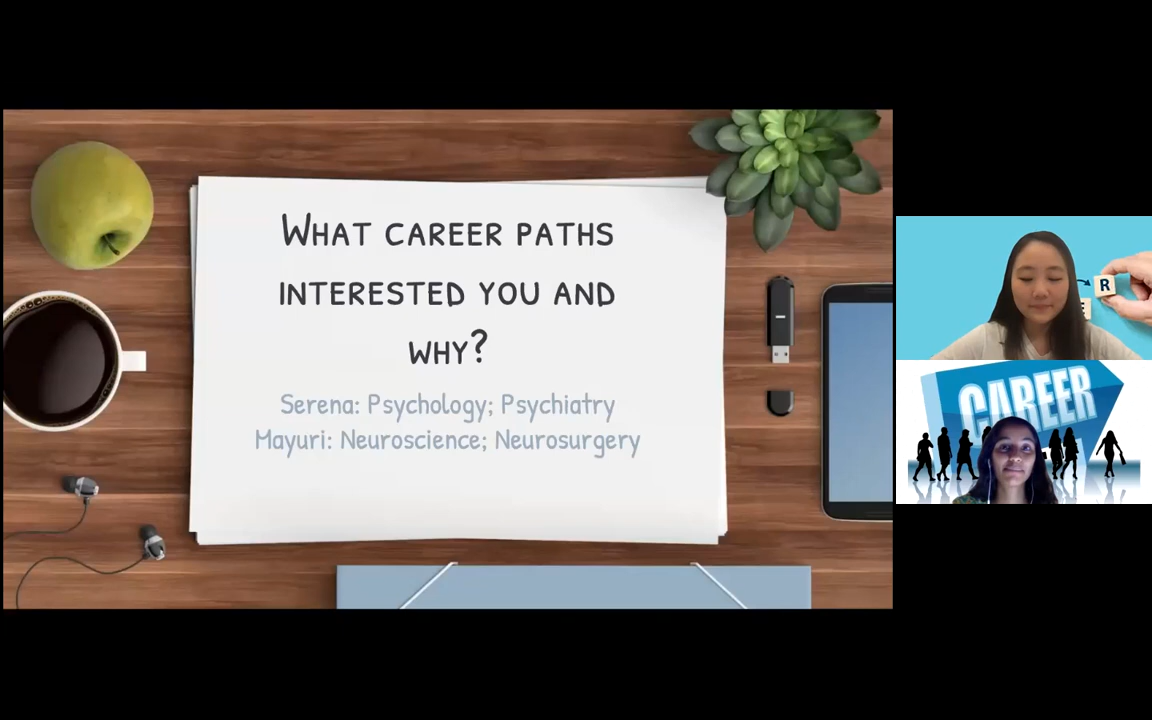 What career paths
interested you and
why?
Serena: Psychology; Psychiatry
Mayuri: Neuroscience; Neurosurgery
R
E
CAREER